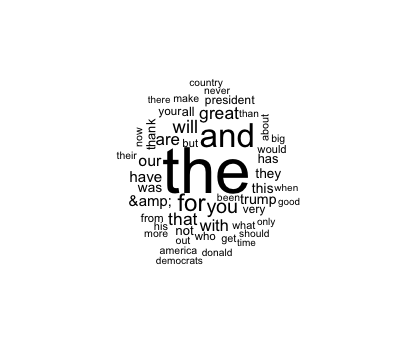 country
never
there make president
your all great than
now thank will and about
are but big
their our the would
has
have they
was this when
&amp; for you been trump good
very
from that with what only
his
more not who get should
out time
america donald
democrats